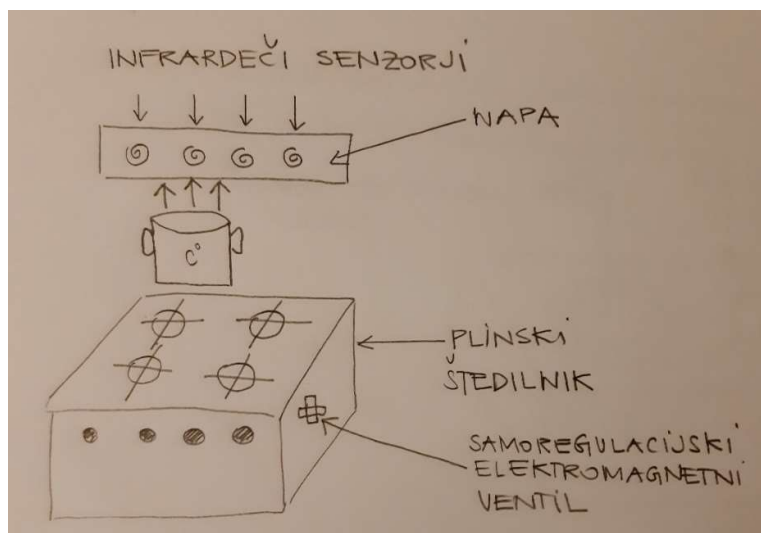 INFRARDEČI SENZORJI
NAPA
C°
PLINSKI
ŠTEDILNIK
SAMOREGULACIJSKI
ELEKTROMAGNETNI
VENTIL